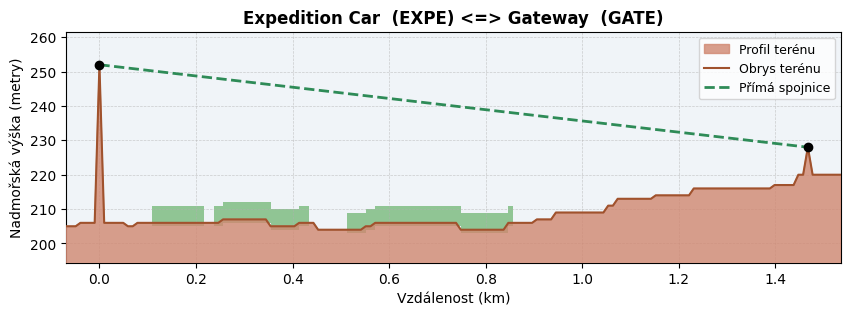 Expedition Car  (EXPE) <=> Gateway  (GATE)
Nadmořská výška (metry)
260
250
240
230
220
210
200
Profil terénu
Obrys terénu
Přímá spojnice
0.0 0.2 0.4 0.6 0.8 1.0 1.2 1.4
Vzdálenost (km)